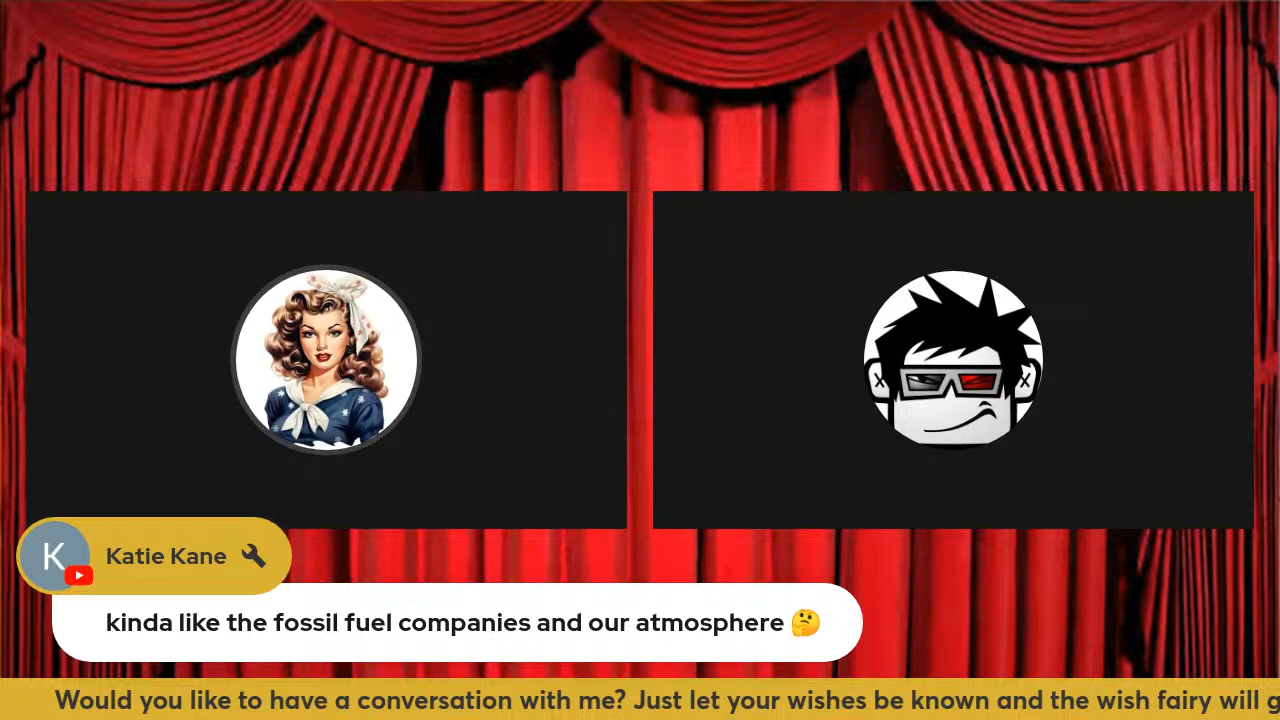 K
Katie Kane
kinda like the fossil fuel companies and our atmosphere 🤔
Would you like to have a conversation with me? Just let your wishes be known and the wish fairy will g